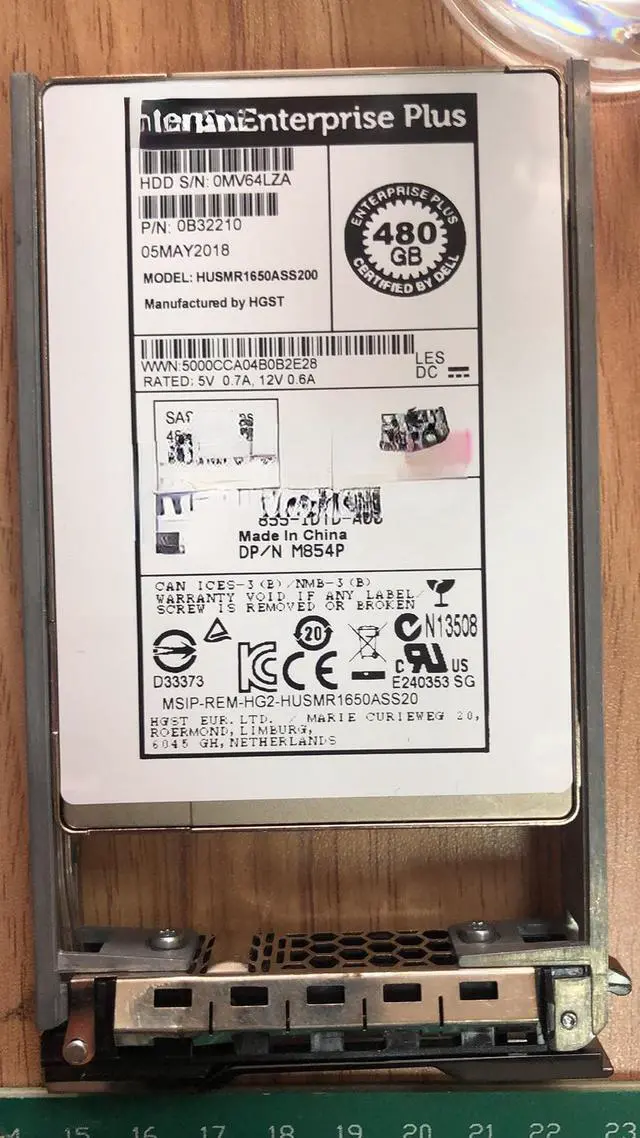 Enterprise Plus
HDD S/N: 0MV64LZA
P/N: 0B32210
05MAY2018
MODEL: HUSMR1650ASS200
Manufactured by HGST
ENTERPRISE PLUS
480
GB
CERTIFIED BY DELL
WWN:5000CCA04B0B2E28
RATED: 5V 0.7A, 12V 0.6A
LES
DC
Made In China
DP/N M854P
CAN ICES-3(B)/NMB-3(B)
WARRANTY VOID IF ANY LABEL/
SCREW IS REMOVED OR BROKEN
20
N13508
D33373
CE
c RU US
E240353 SG
MSIP-REM-HG2-HUSMR1650ASS20
HGST EUR.LTD. / MARIE CURIEWEG 20,
ROERMOND, LIMBURG,
6045 GH, NETHERLANDS
15 16 17 18 19 20 21 22 23